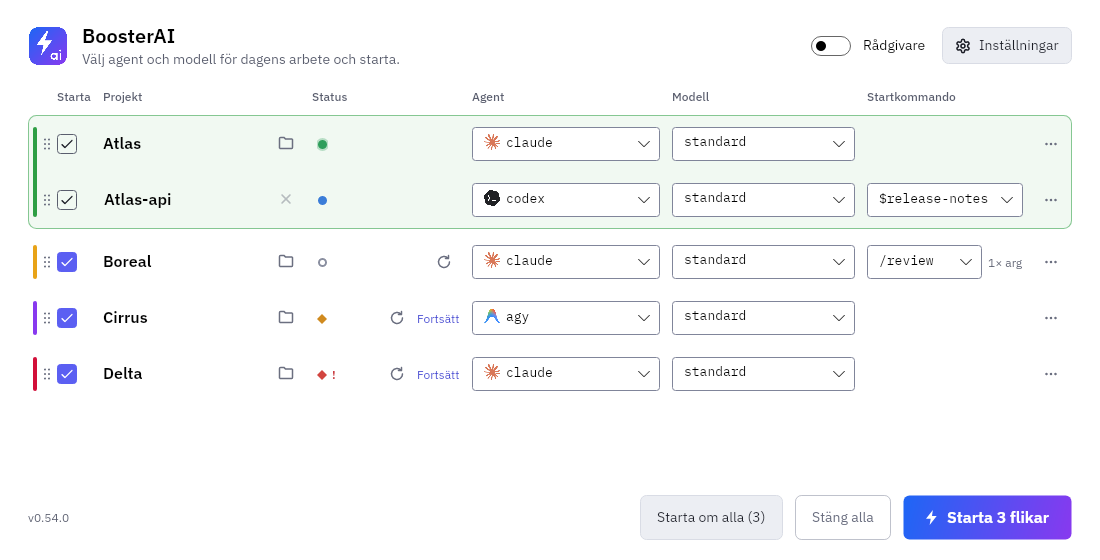 ai
BoosterAI
Välj agent och modell för dagens arbete och starta.
Rådgivare
Inställningar
Starta Projekt Status Agent Modell Startkommando
Atlas claude standard ...
Atlas-api codex standard $release-notes ...
Boreal claude standard /review 1× arg ...
Cirrus Fortsätt agy standard ...
Delta ! Fortsätt claude standard ...
v0.54.0 Starta om alla (3) Stäng alla Starta 3 flikar